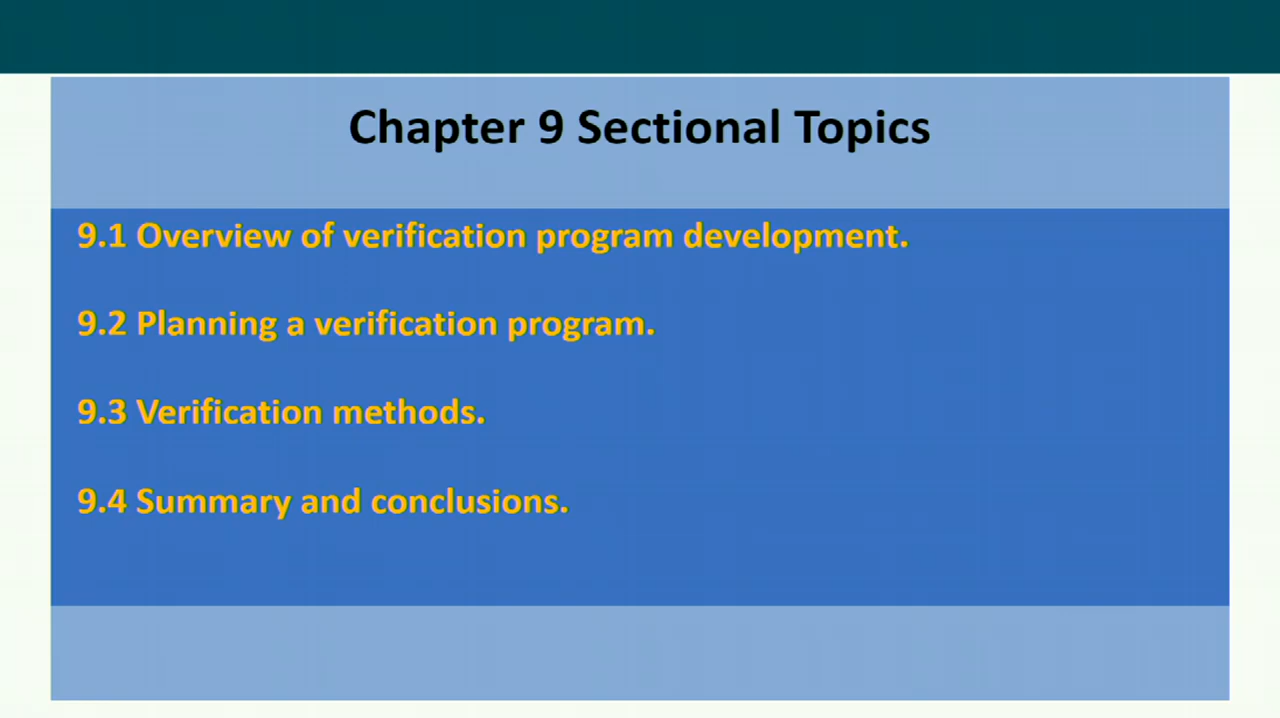 Chapter 9 Sectional Topics
9.1 Overview of verification program development.
9.2 Planning a verification program.
9.3 Verification methods.
9.4 Summary and conclusions.